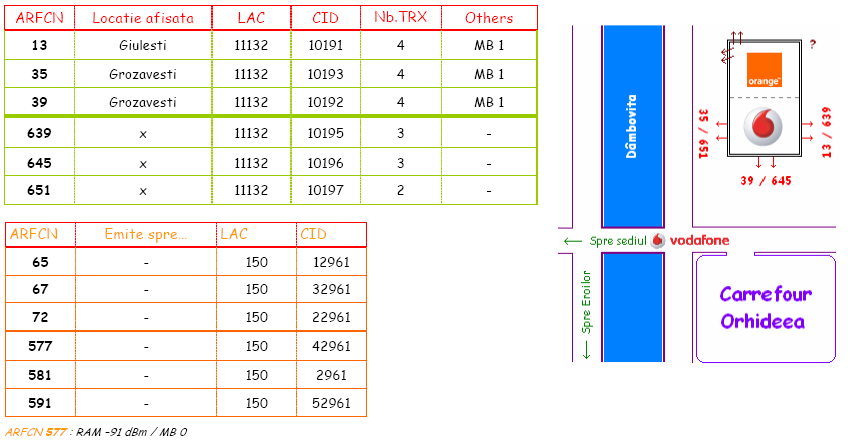 ARFCN Locatie afisata LAC CID Nb.TRX Others
13 Giulesti 11132 10191 4 MB 1
35 Grozavesti 11132 10193 4 MB 1
39 Grozavesti 11132 10192 4 MB 1
639 x 11132 10195 3 -
645 x 11132 10196 3 -
651 x 11132 10197 2 -
ARFCN Emite spre... LAC CID
65 - 150 12961
67 - 150 32961
72 - 150 22961
577 - 150 42961
581 - 150 2961
591 - 150 52961
ARFCN 577 : RAM -91 dBm / MB 0
Dâmbovita
?
orange™
35 / 651
13 / 639
39 / 645
Spre sediul vodafone
Spre Eroilor
Carrefour
Orhideea